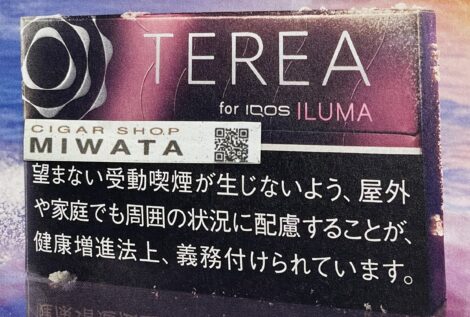 TEREA
for IQOS ILUMA
CIGAR SHOP
MIWATA
望まない受動喫煙が生じないよう、屋外
や家庭でも周囲の状況に配慮することが、
健康増進法上、義務付けられています。